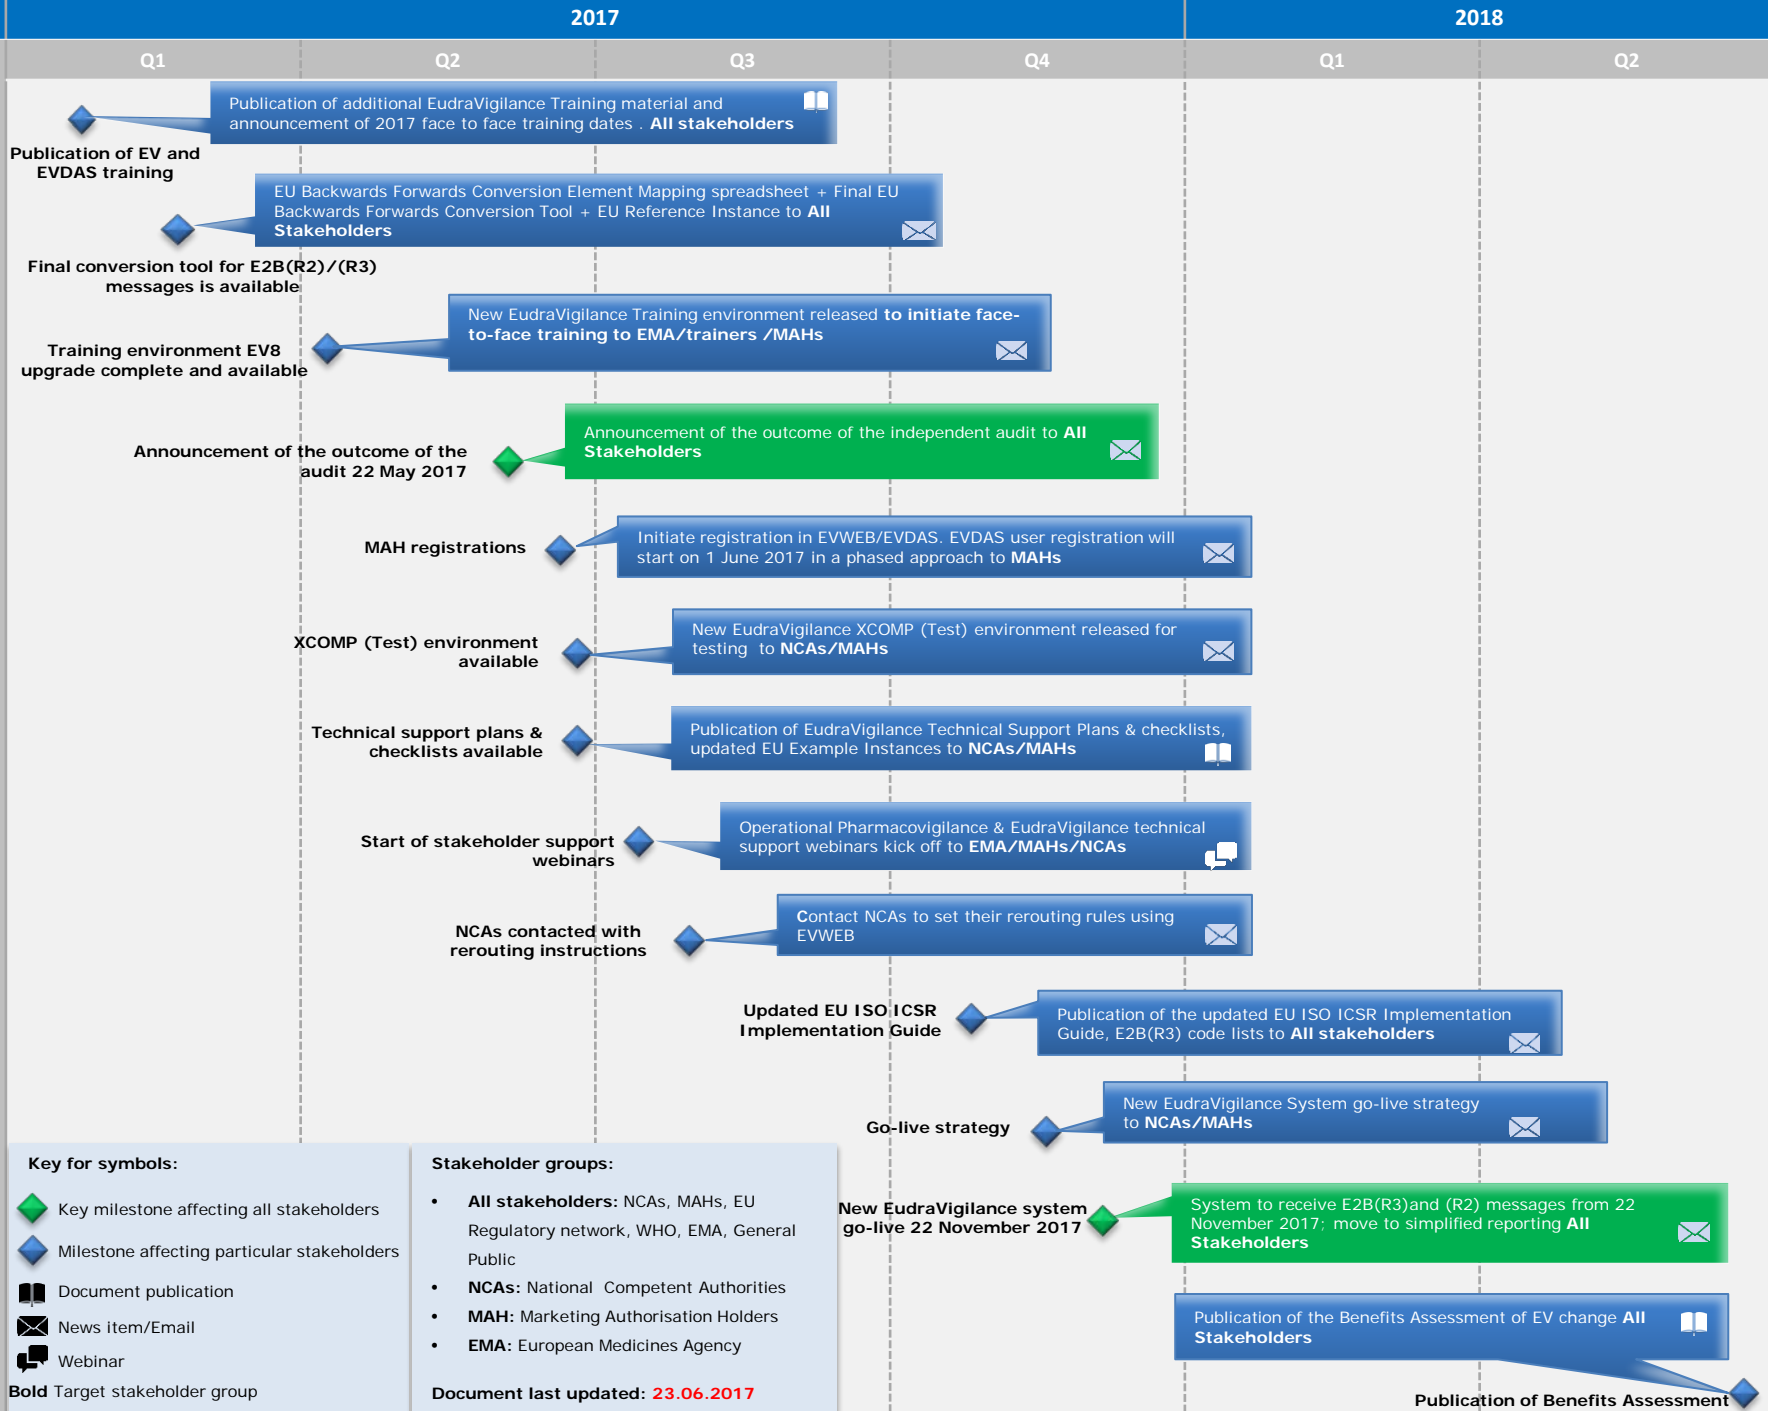 2017
2018
Q1
Q2
Q3
Q4
Q1
Q2
Publication of additional EudraVigilance Training material and
announcement of 2017 face to face training dates . All stakeholders
Publication of EV and
EVDAS training
EU Backwards Forwards Conversion Element Mapping spreadsheet + Final EU
Backwards Forwards Conversion Tool + EU Reference Instance to All
Stakeholders
Final conversion tool for E2B(R2)/(R3)
messages is available
New EudraVigilance Training environment released to initiate face-
to-face training to EMA/trainers /MAHs
Training environment EV8
upgrade complete and available
Announcement of the outcome of the independent audit to All
Stakeholders
Announcement of the outcome of the
audit 22 May 2017
Initiate registration in EVWEB/EVDAS. EVDAS user registration will
start on 1 June 2017 in a phased approach to MAHs
MAH registrations
New EudraVigilance XCOMP (Test) environment released for
testing to NCAs/MAHs
XCOMP (Test) environment
available
Publication of EudraVigilance Technical Support Plans & checklists,
updated EU Example Instances to NCAs/MAHs
Technical support plans &
checklists available
Operational Pharmacovigilance & EudraVigilance technical
support webinars kick off to EMA/MAHs/NCAs
Start of stakeholder support
webinars
Contact NCAs to set their rerouting rules using
EVWEB
NCAs contacted with
rerouting instructions
Publication of the updated EU ISO ICSR Implementation
Guide, E2B(R3) code lists to All stakeholders
Updated EU ISO ICSR
Implementation Guide
New EudraVigilance System go-live strategy
to NCAs/MAHs
Go-live strategy
System to receive E2B(R3)and (R2) messages from 22
November 2017; move to simplified reporting All
Stakeholders
New EudraVigilance system
go-live 22 November 2017
Publication of the Benefits Assessment of EV change All
Stakeholders
Publication of Benefits Assessment
Key for symbols:
Key milestone affecting all stakeholders
Milestone affecting particular stakeholders
Document publication
News item/Email
Webinar
Bold Target stakeholder group
Stakeholder groups:
• All stakeholders: NCAs, MAHs, EU
Regulatory network, WHO, EMA, General
Public
• NCAs: National Competent Authorities
• MAH: Marketing Authorisation Holders
• EMA: European Medicines Agency
Document last updated: 23.06.2017